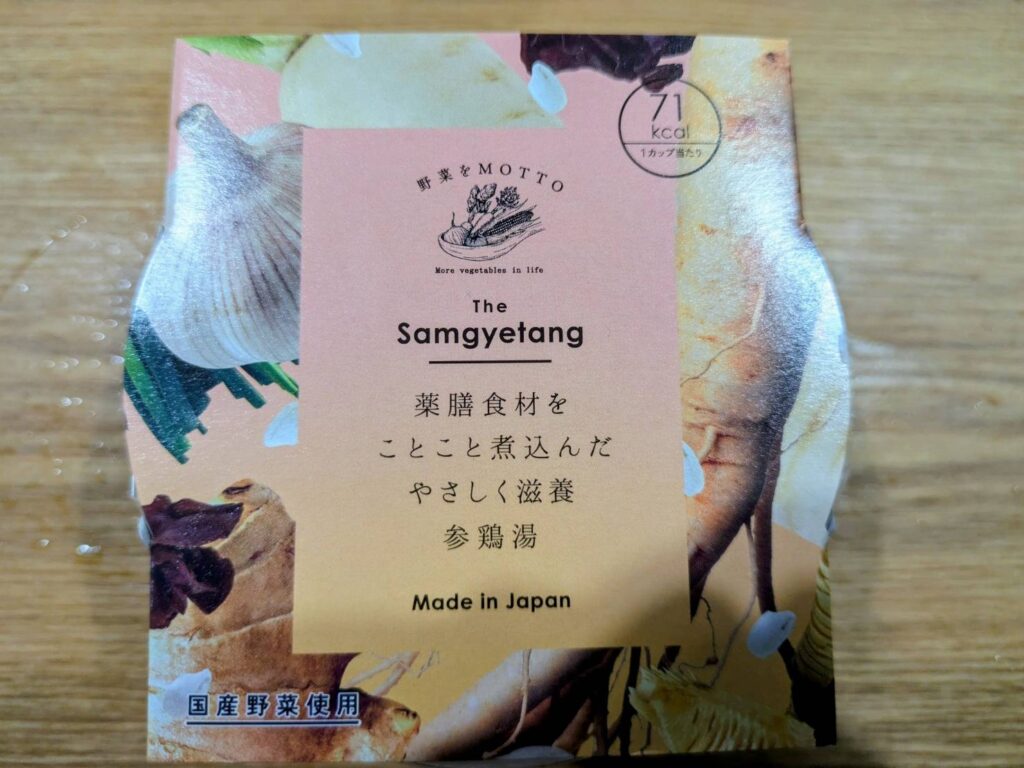 71
kcal
1カップ当たり
野菜をMOTTO
More vegetables in life
The
Samgyetang
薬膳食材を
ことこと煮込んだ
やさしく滋養
参鶏湯
Made in Japan
国産野菜使用